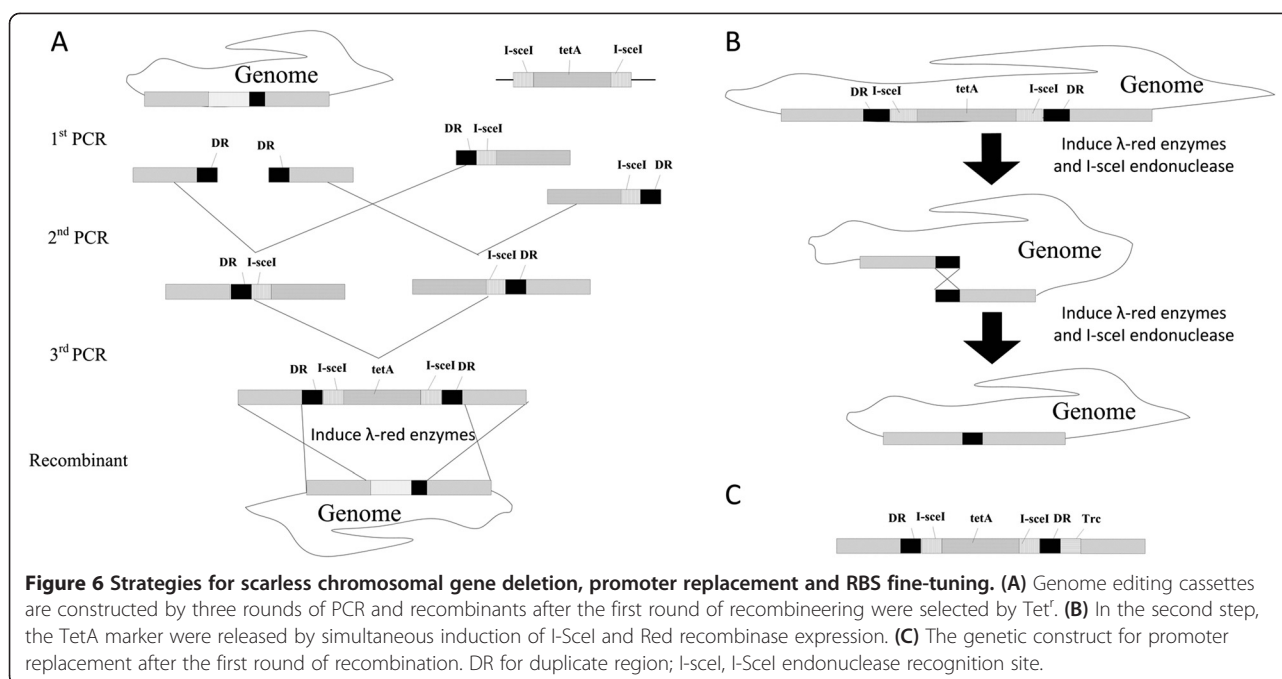 A
Genome
I-sceI tetA I-sceI
1st PCR
DR
DR
DR I-sceI
I-sceI DR
2nd PCR
DR I-sceI
I-sceI DR
3rd PCR
DR I-sceI tetA I-sceI DR
Induce λ-red enzymes
Recombinant
Genome
B
Genome
DR I-sceI tetA I-sceI DR
Induce λ-red enzymes
and I-sceI endonuclease
Genome
Induce λ-red enzymes
and I-sceI endonuclease
Genome
C
DR I-sceI tetA I-sceI DR Trc
Figure 6 Strategies for scarless chromosomal gene deletion, promoter replacement and RBS fine-tuning. (A) Genome editing cassettes
are constructed by three rounds of PCR and recombinants after the first round of recombineering were selected by Tetr. (B) In the second step,
the TetA marker were released by simultaneous induction of I-SceI and Red recombinase expression. (C) The genetic construct for promoter
replacement after the first round of recombination. DR for duplicate region; I-sceI, I-SceI endonuclease recognition site.